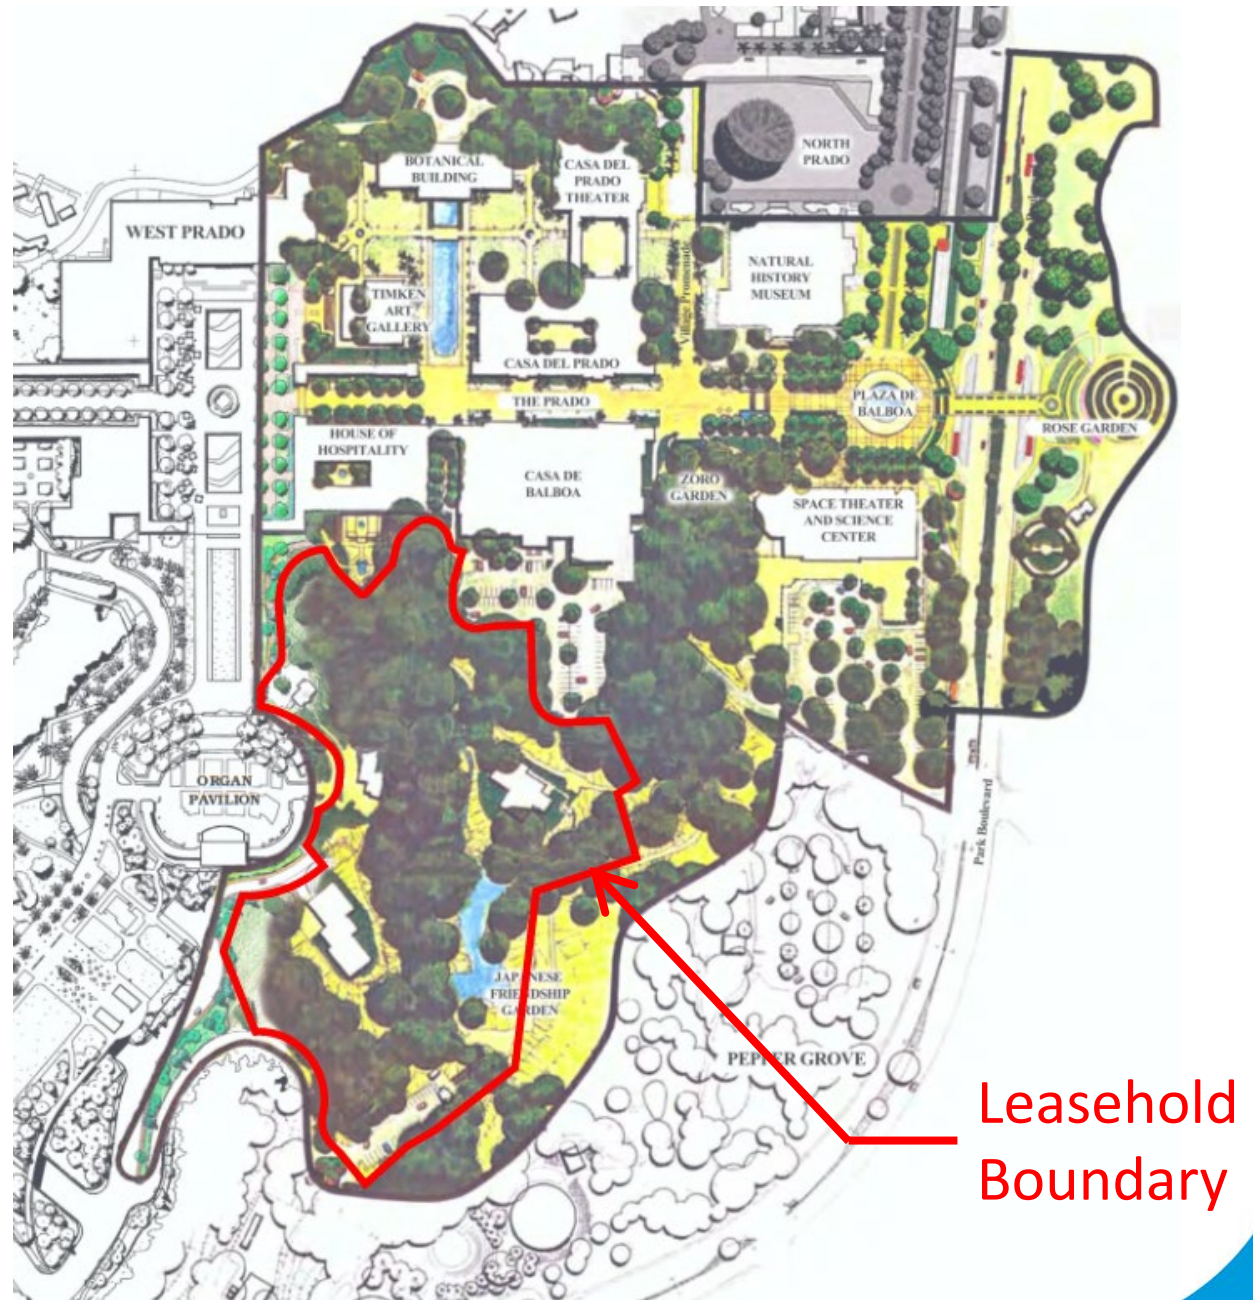 BOTANICAL
BUILDING
CASA DEL
PRADO
THEATER
NORTH
PRADO
WEST PRADO
NATURAL
HISTORY
MUSEUM
TIMKEN
ART
GALLERY
Village Promenade
CASA DEL PRADO
THE PRADO
PLAZA DE
BALBOA
ROSE GARDEN
HOUSE OF
HOSPITALITY
CASA DE
BALBOA
ZORO
GARDEN
SPACE THEATER
AND SCIENCE
CENTER
ORGAN
PAVILION
Park Boulevard
JAPANESE
FRIENDSHIP
GARDEN
PEPPER GROVE
Leasehold
Boundary